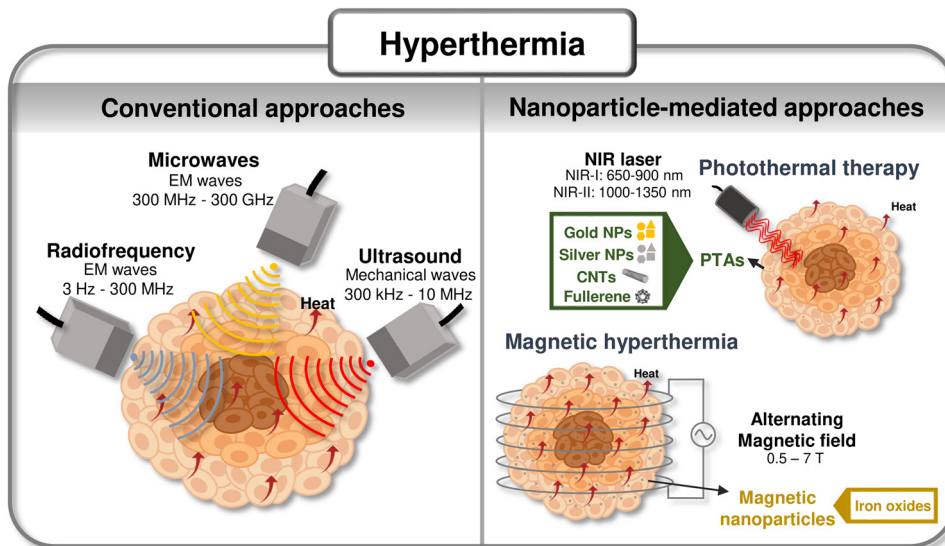 Hyperthermia
Conventional approaches
Microwaves
EM waves
300 MHz - 300 GHz
Radiofrequency
EM waves
3 Hz - 300 MHz
Ultrasound
Mechanical waves
300 kHz - 10 MHz
Heat
Nanoparticle-mediated approaches
NIR laser
NIR-I: 650-900 nm
NIR-II: 1000-1350 nm
Photothermal therapy
Heat
Gold NPs
Silver NPs
CNTs
Fullerene
PTAs
Magnetic hyperthermia
Heat
Alternating
Magnetic field
0.5 – 7 T
Magnetic
nanoparticles
Iron oxides